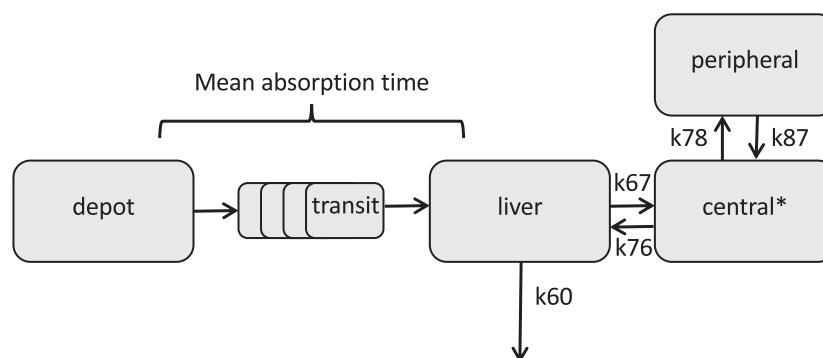 peripheral
Mean absorption time
k78
k87
depot
transit
liver
k67
central*
k76
k60